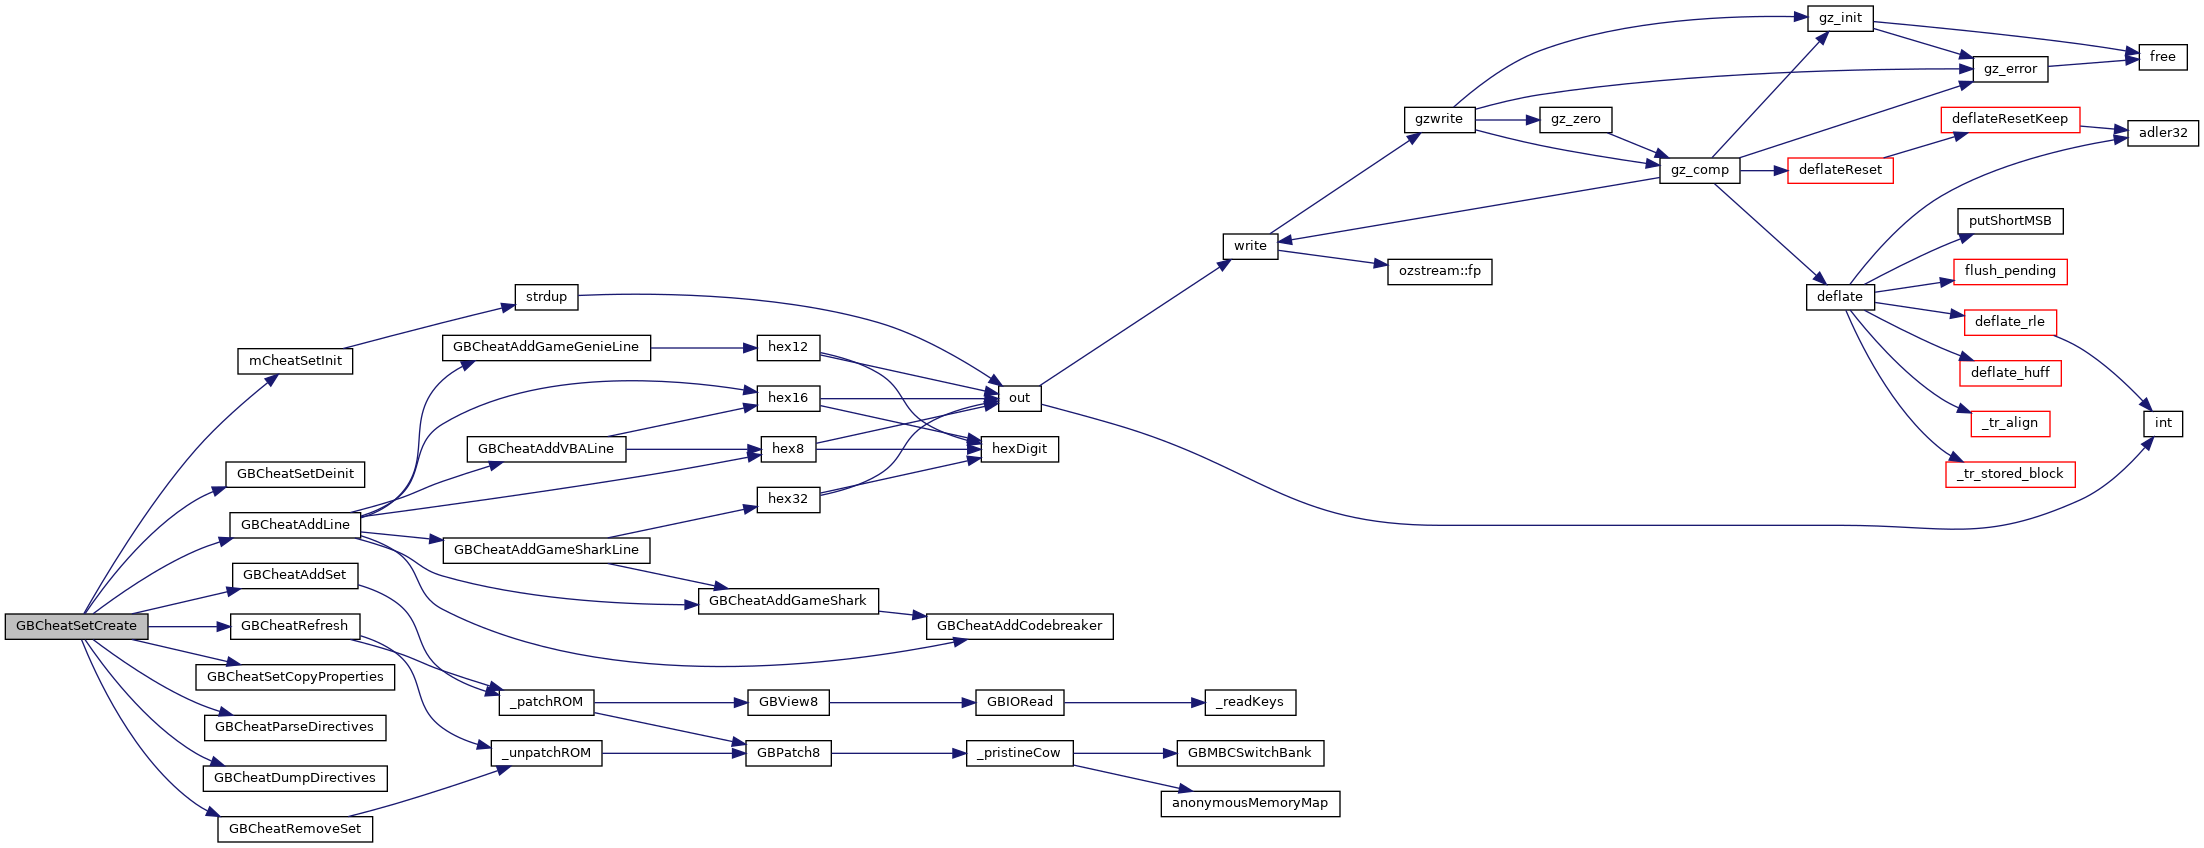 GBCheatSetCreate
mCheatSetInit
strdup
out
write
gzwrite
gz_init
free
gz_error
gz_zero
gz_comp
deflateReset
deflateResetKeep
adler32
deflate
putShortMSB
flush_pending
deflate_rle
int
deflate_huff
_tr_align
_tr_stored_block
ozstream::fp
GBCheatSetDeinit
GBCheatAddLine
GBCheatAddGameGenieLine
hex12
hexDigit
hex16
GBCheatAddVBALine
hex8
GBCheatAddGameSharkLine
hex32
GBCheatAddGameShark
GBCheatAddCodebreaker
GBCheatAddSet
_patchROM
GBView8
GBIORead
_readKeys
GBPatch8
_pristineCow
GBMBCSwitchBank
anonymousMemoryMap
GBCheatRefresh
_unpatchROM
GBCheatSetCopyProperties
GBCheatParseDirectives
GBCheatDumpDirectives
GBCheatRemoveSet